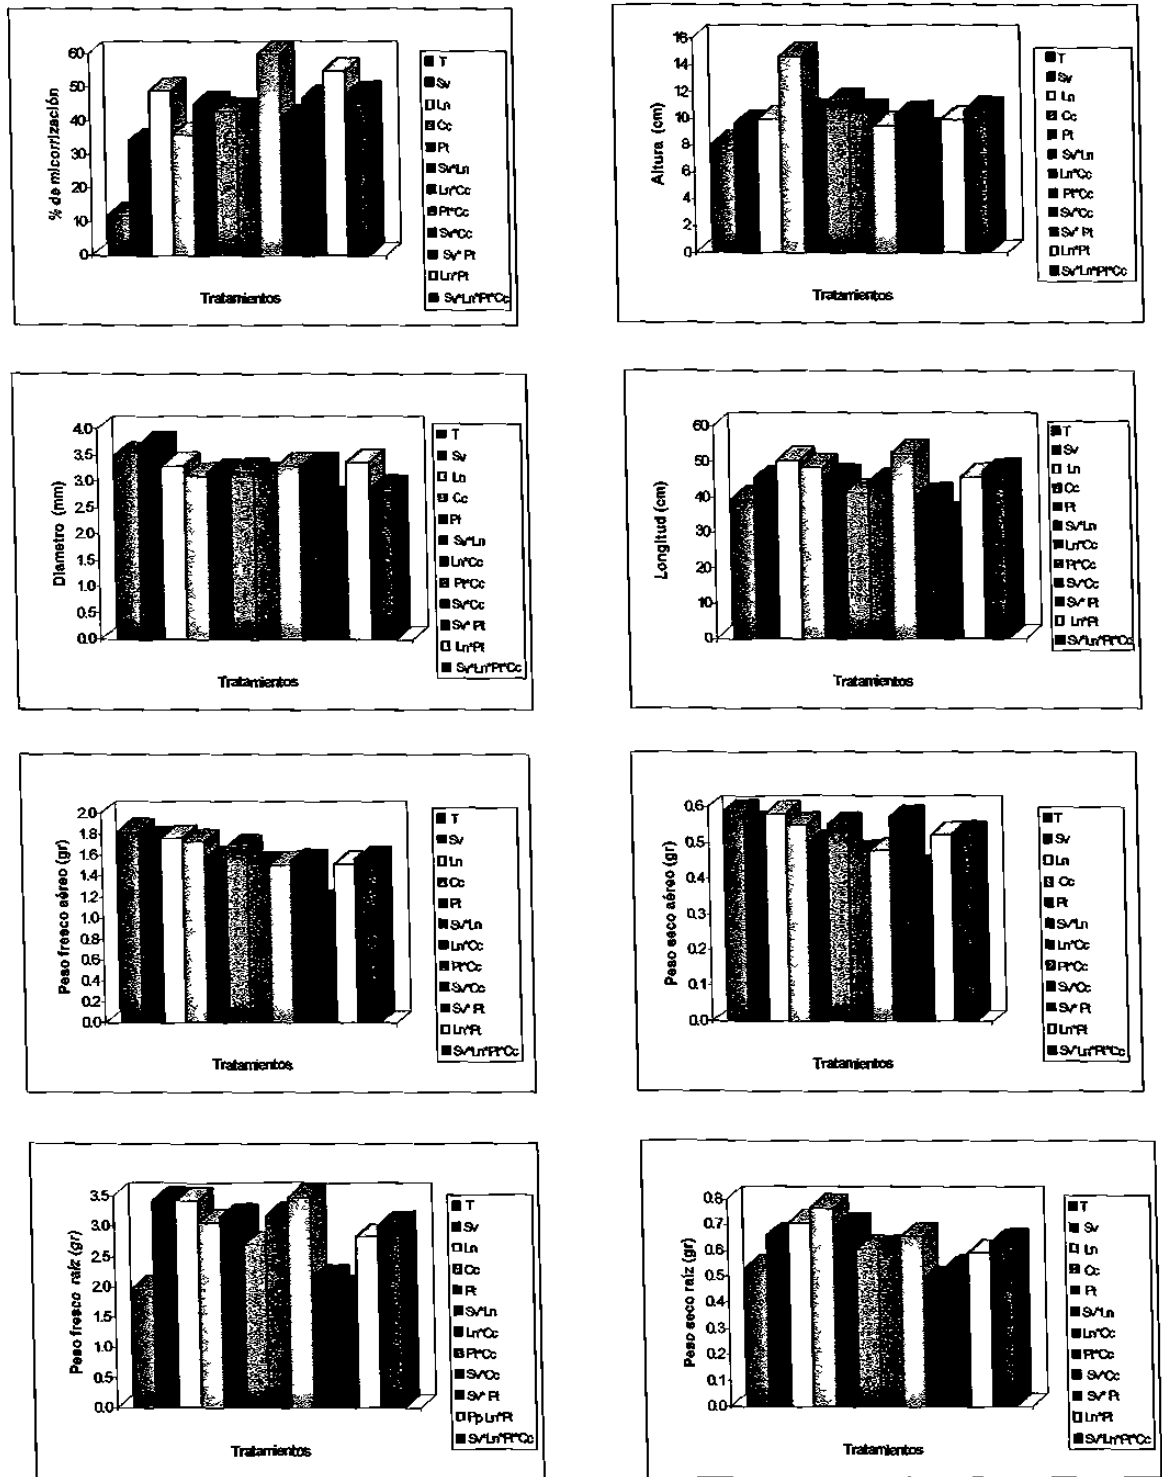 % de micorrización
60
50
40
30
20
10
0
Tratamientos
T
Sv
Ln
Cc
Pt
Sv*Ln
Ln*Cc
Pt*Cc
Sv*Cc
Sv* Pt
Ln*Pt
Sv*Ln*Pt*Cc
Altura (cm)
16
14
12
10
8
6
4
2
0
Tratamientos
T
Sv
Ln
Cc
Pt
Sv*Ln
Ln*Cc
Pt*Cc
Sv*Cc
Sv* Pt
Ln*Pt
Sv*Ln*Pt*Cc
Diametro (mm)
4.0
3.5
3.0
2.5
2.0
1.5
1.0
0.5
0.0
Tratamientos
T
Sv
Ln
Cc
Pt
Sv*Ln
Ln*Cc
Pt*Cc
Sv*Cc
Sv* Pt
Ln*Pt
Sv*Ln*Pt*Cc
Longitud (cm)
60
50
40
30
20
10
0
Tratamientos
T
Sv
Ln
Cc
Pt
Sv*Ln
Ln*Cc
Pt*Cc
Sv*Cc
Sv* Pt
Ln*Pt
Sv*Ln*Pt*Cc
Peso fresco aéreo (gr)
2.0
1.8
1.6
1.4
1.2
1.0
0.8
0.6
0.4
0.2
0.0
Tratamientos
T
Sv
Ln
Cc
Pt
Sv*Ln
Ln*Cc
Pt*Cc
Sv*Cc
Sv* Pt
Ln*Pt
Sv*Ln*Pt*Cc
Peso seco aéreo (gr)
0.6
0.5
0.4
0.3
0.2
0.1
0.0
Tratamientos
T
Sv
Ln
Cc
Pt
Sv*Ln
Ln*Cc
Pt*Cc
Sv*Cc
Sv* Pt
Ln*Pt
Sv*Ln*Pt*Cc
Peso fresco raíz (gr)
3.5
3.0
2.5
2.0
1.5
1.0
0.5
0.0
Tratamientos
T
Sv
Ln
Cc
Pt
Sv*Ln
Ln*Cc
Pt*Cc
Sv*Cc
Sv* Pt
Pp Ln*Pt
Sv*Ln*Pt*Cc
Peso seco raíz (gr)
0.8
0.7
0.6
0.5
0.4
0.3
0.2
0.1
0.0
Tratamientos
T
Sv
Ln
Cc
Pt
Sv*Ln
Ln*Cc
Pt*Cc
Sv*Cc
Sv* Pt
Ln*Pt
Sv*Ln*Pt*Cc